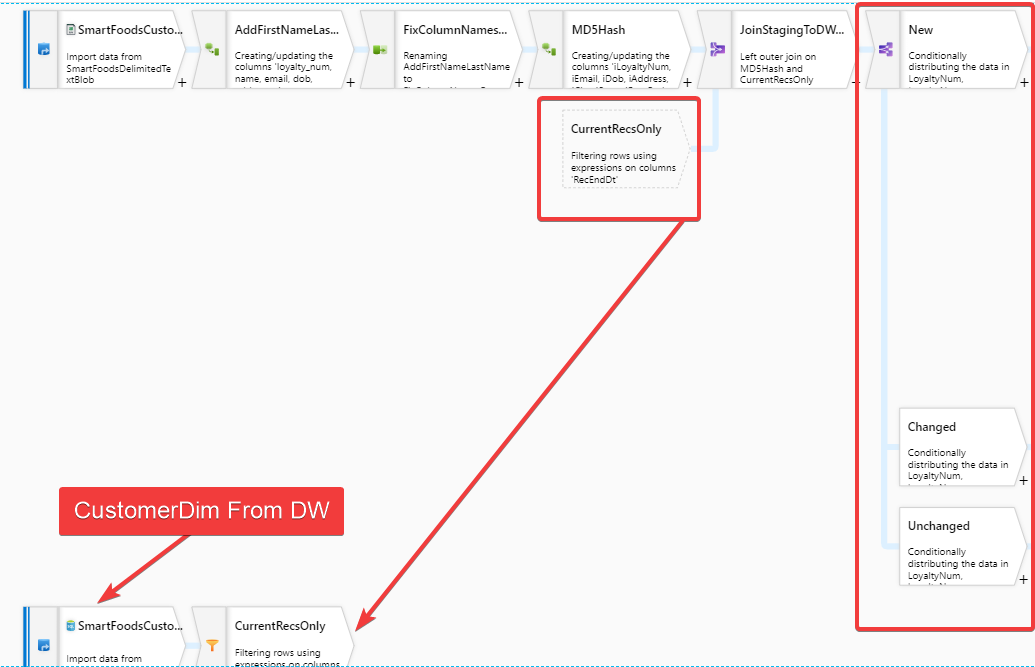 SmartFoodsCusto...
Import data from
SmartFoodsDelimitedTe
xtBlob
+
AddFirstNameLas...
Creating/updating the
columns 'loyalty_num,
name, email, dob,
+
FixColumnNames...
Renaming
AddFirstNameLastName
to
+
MD5Hash
Creating/updating the
columns 'iLoyaltyNum,
iEmail, iDob, iAddress,
+
JoinStagingToDW...
Left outer join on
MD5Hash and
CurrentRecsOnly
+
New
Conditionally
distributing the data in
LoyaltyNum,
+
CurrentRecsOnly
Filtering rows using
expressions on columns
'RecEndDt'
Changed
Conditionally
distributing the data in
LoyaltyNum,
+
CustomerDim From DW
Unchanged
Conditionally
distributing the data in
LoyaltyNum,
+
SmartFoodsCusto...
Import data from
CurrentRecsOnly
Filtering rows using
expressions on columns